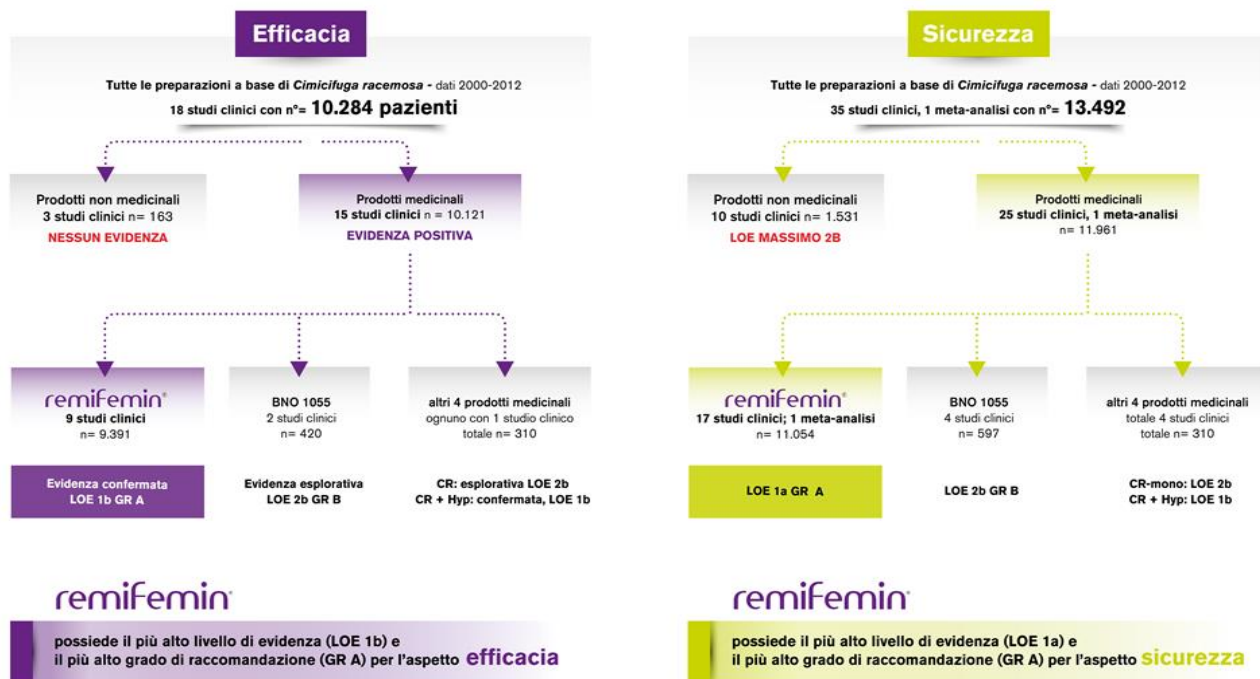 Efficacia
Tutte le preparazioni a base di Cimicifuga racemosa - dati 2000-2012
18 studi clinici con n°= 10.284 pazienti
Prodotti non medicinali
3 studi clinici n= 163
NESSUN EVIDENZA
Prodotti medicinali
15 studi clinici n = 10.121
EVIDENZA POSITIVA
remifemin®
9 studi clinici
n= 9.391
BNO 1055
2 studi clinici
n= 420
altri 4 prodotti medicinali
ognuno con 1 studio clinico
totale n= 310
Evidenza confermata
LOE 1b GR A
Evidenza esplorativa
LOE 2b GR B
CR: esplorativa LOE 2b
CR + Hyp: confermata, LOE 1b
remifemin®
possiede il più alto livello di evidenza (LOE 1b) e
il più alto grado di raccomandazione (GR A) per l'aspetto efficacia
Sicurezza
Tutte le preparazioni a base di Cimicifuga racemosa - dati 2000-2012
35 studi clinici, 1 meta-analisi con n°= 13.492
Prodotti non medicinali
10 studi clinici n= 1.531
LOE MASSIMO 2B
Prodotti medicinali
25 studi clinici, 1 meta-analisi
n= 11.961
remifemin®
17 studi clinici; 1 meta-analisi
n= 11.054
BNO 1055
4 studi clinici
n= 597
altri 4 prodotti medicinali
totale 4 studi clinici
totale n= 310
LOE 1a GR A
LOE 2b GR B
CR-mono: LOE 2b
CR + Hyp: LOE 1b
remifemin®
possiede il più alto livello di evidenza (LOE 1a) e
il più alto grado di raccomandazione (GR A) per l'aspetto sicurezza